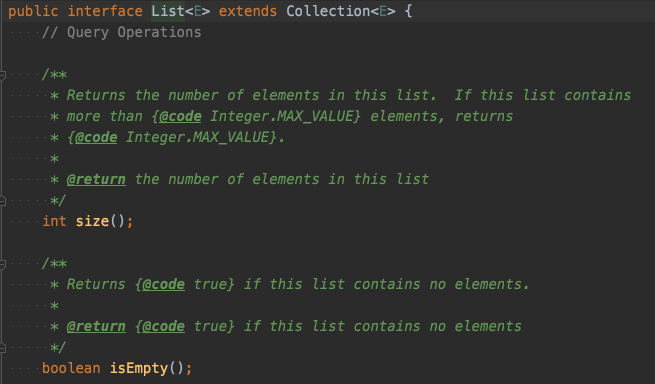 public interface List<E> extends Collection<E> {
// Query Operations
/**
* Returns the number of elements in this list.  If this list contains
* more than {@code Integer.MAX_VALUE} elements, returns
* {@code Integer.MAX_VALUE}.
*
* @return the number of elements in this list
*/
int size();
/**
* Returns {@code true} if this list contains no elements.
*
* @return {@code true} if this list contains no elements
*/
boolean isEmpty();